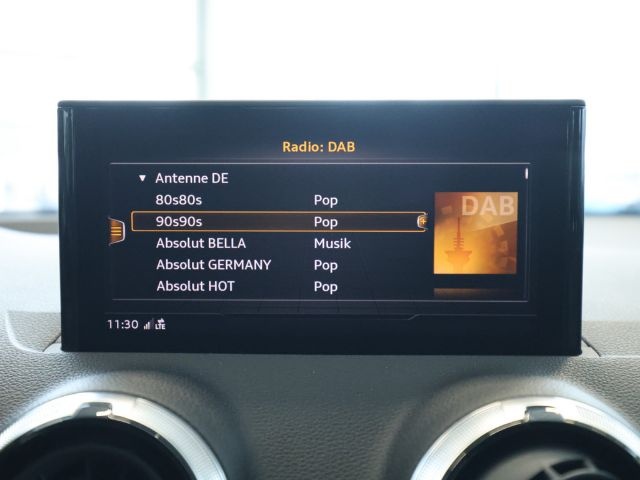 Radio: DAB
Antenne DE
80s80s Pop
90s90s Pop
Absolut BELLA Musik
Absolut GERMANY Pop
Absolut HOT Pop
DAB
11:30 LTE